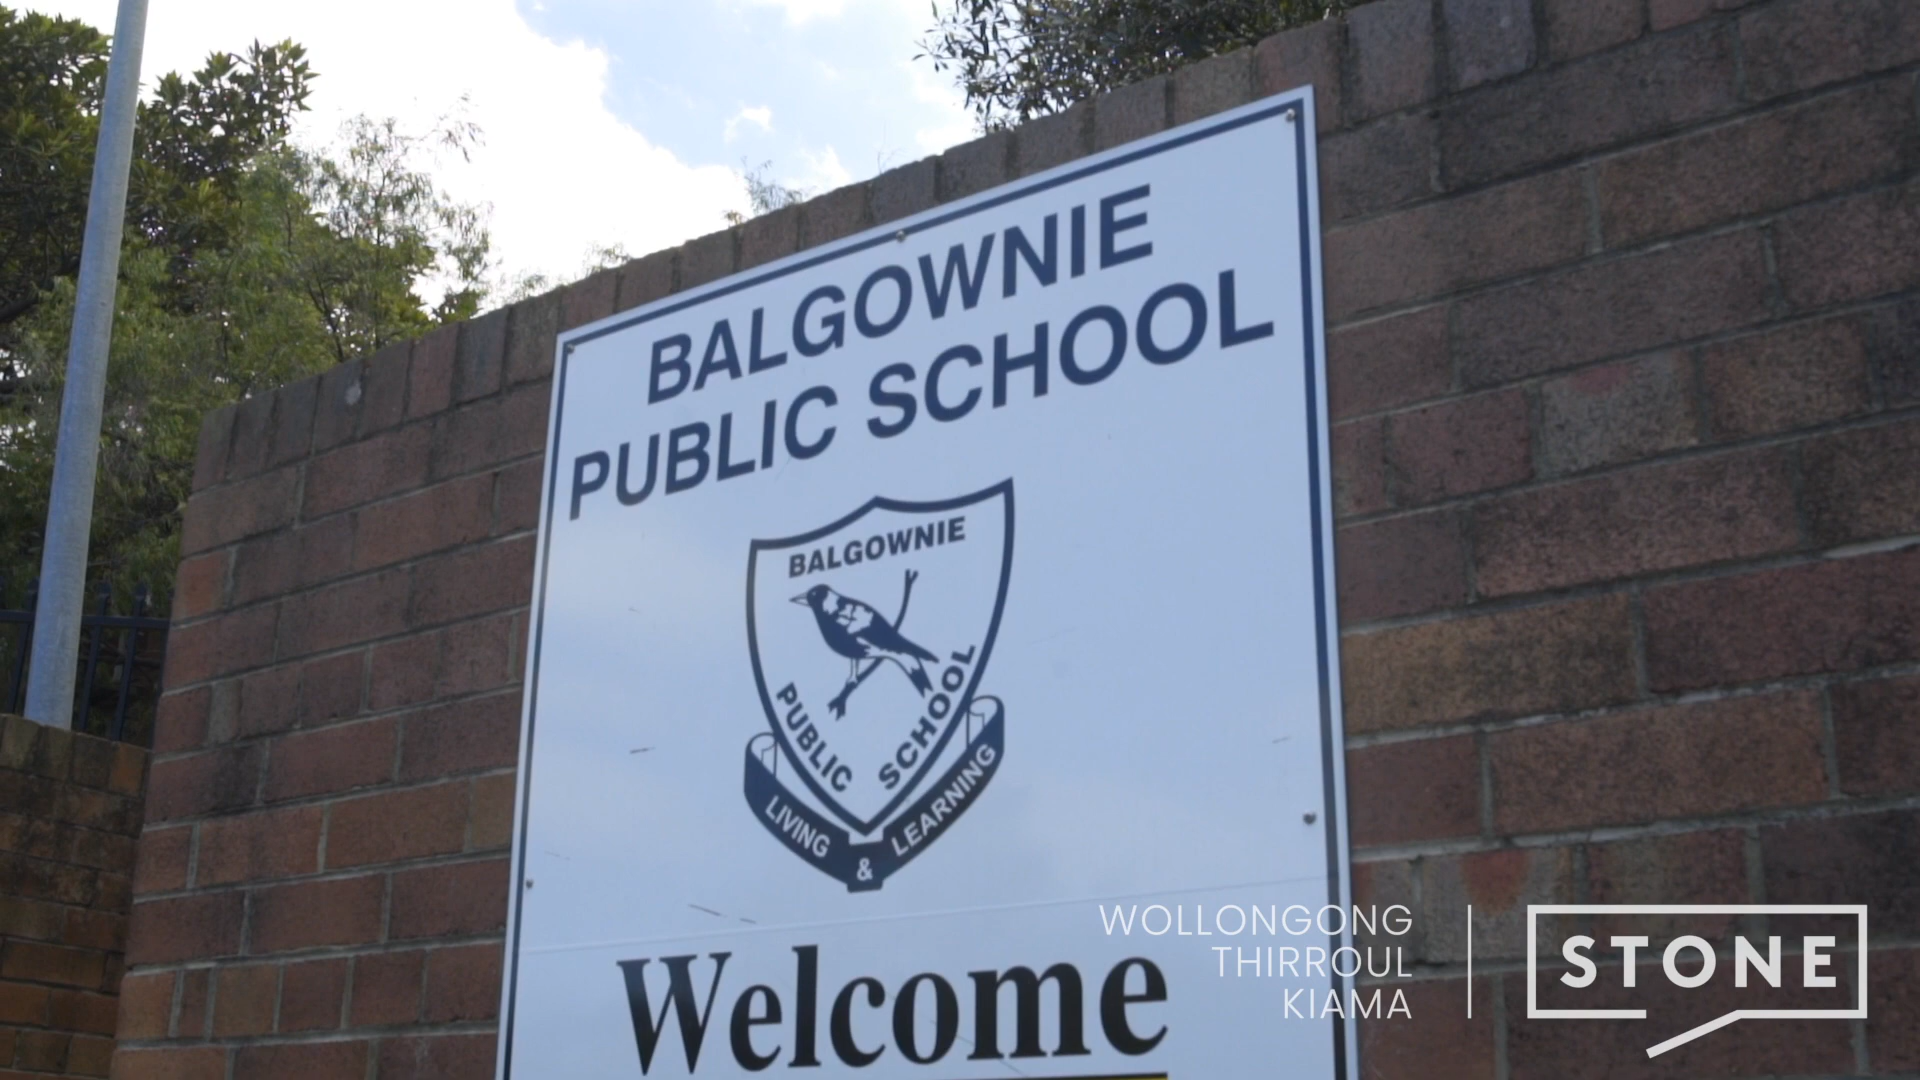 BALGOWNIE
PUBLIC SCHOOL
BALGOWNIE
PUBLIC SCHOOL
LIVING & LEARNING
Welcome
WOLLONGONG
THIRROUL
KIAMA
STONE